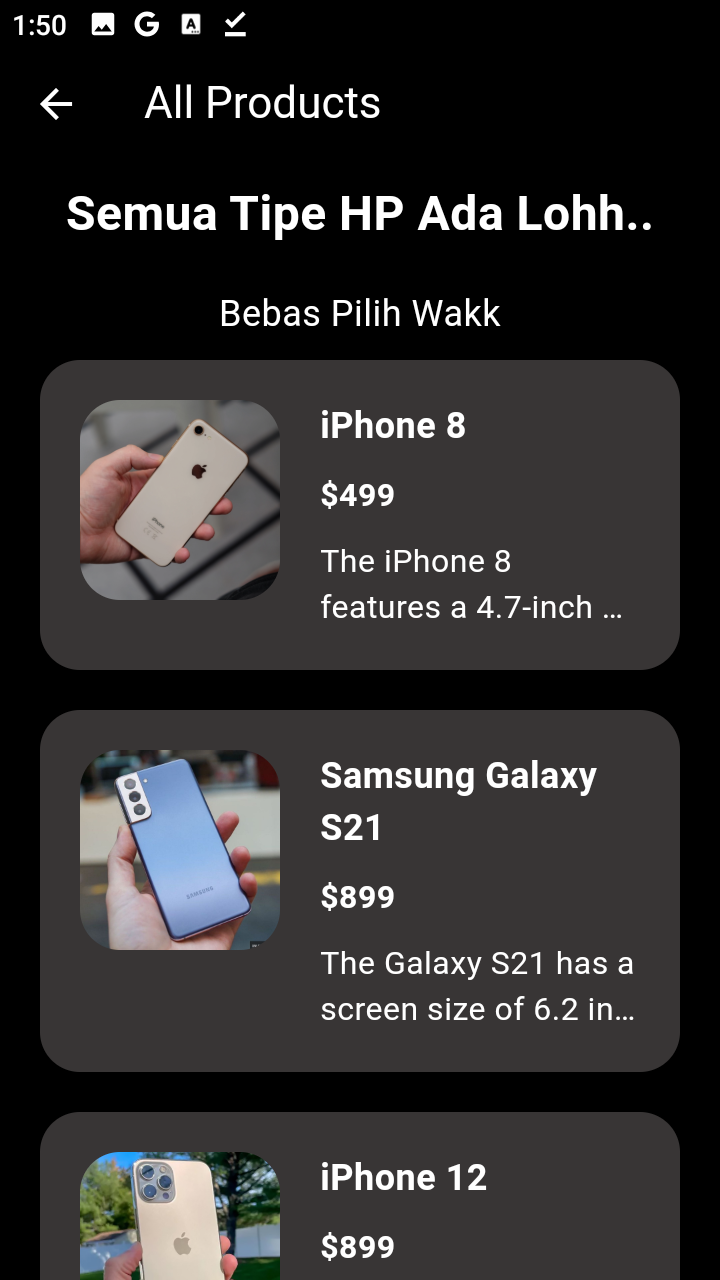 1:50
All Products
Semua Tipe HP Ada Lohh..
Bebas Pilih Wakk
iPhone 8
$499
The iPhone 8
features a 4.7-inch …
Samsung Galaxy
S21
$899
The Galaxy S21 has a
screen size of 6.2 in…
SAMSUNG
iPhone 12
$899